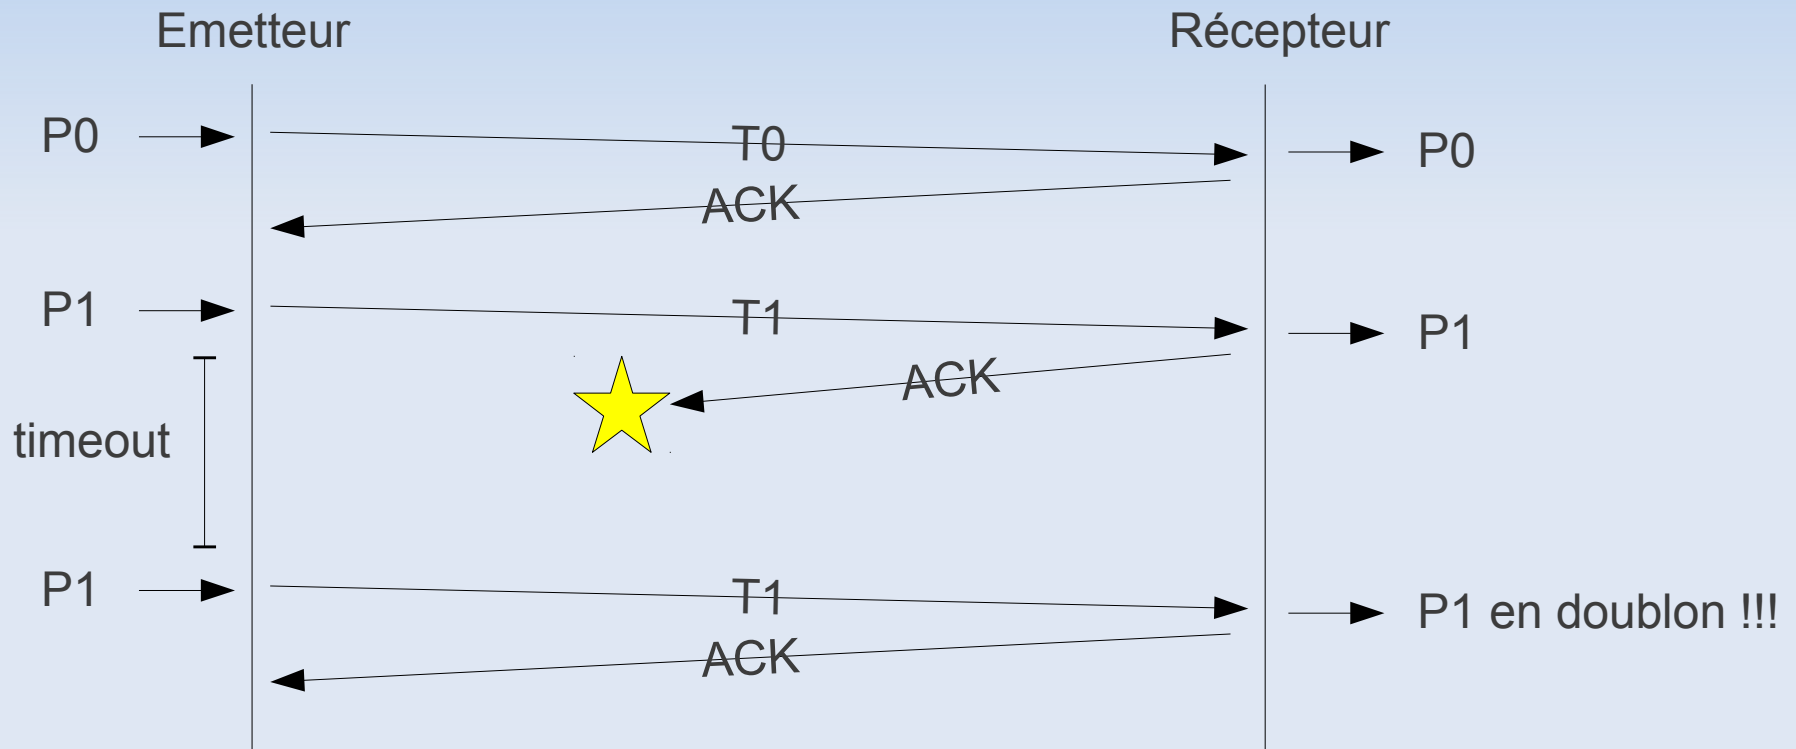 Emetteur
Récepteur
P0
T0
P0
ACK
P1
T1
P1
ACK
timeout
P1
T1
P1 en doublon !!!
ACK